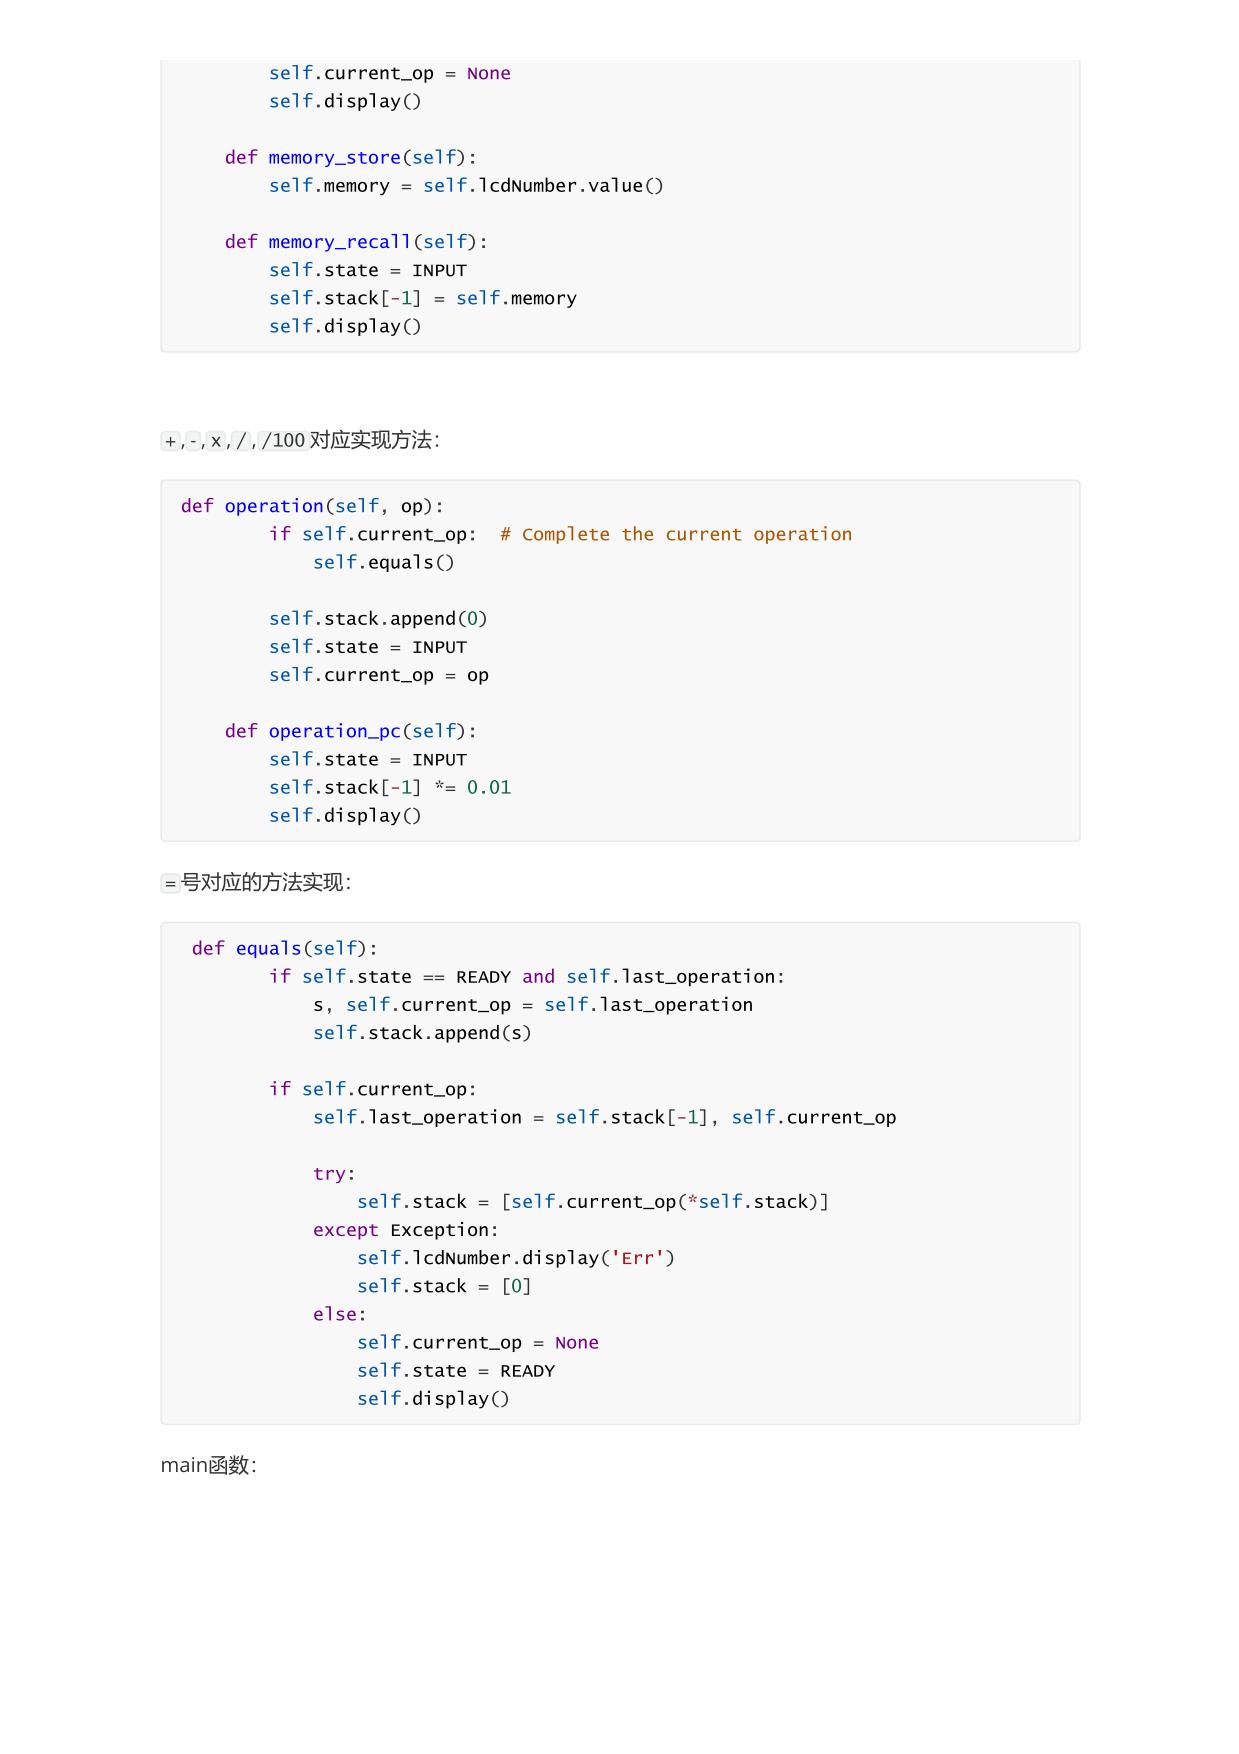 self.current_op = None
        self.display()

    def memory_store(self):
        self.memory = self.lcdNumber.value()

    def memory_recall(self):
        self.state = INPUT
        self.stack[-1] = self.memory
        self.display()

+,-,x,/,/100对应实现方法：

def operation(self, op):
        if self.current_op:  # Complete the current operation
            self.equals()

        self.stack.append(0)
        self.state = INPUT
        self.current_op = op

    def operation_pc(self):
        self.state = INPUT
        self.stack[-1] *= 0.01
        self.display()

=号对应的方法实现：

 def equals(self):
        if self.state == READY and self.last_operation:
            s, self.current_op = self.last_operation
            self.stack.append(s)

        if self.current_op:
            self.last_operation = self.stack[-1], self.current_op

            try:
                self.stack = [self.current_op(*self.stack)]
            except Exception:
                self.lcdNumber.display('Err')
                self.stack = [0]
            else:
                self.current_op = None
                self.state = READY
                self.display()

main函数：